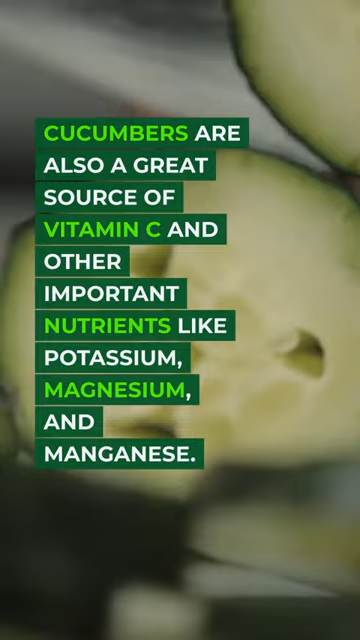 CUCUMBERS ARE
ALSO A GREAT
SOURCE OF
VITAMIN C AND
OTHER
IMPORTANT
NUTRIENTS LIKE
POTASSIUM,
MAGNESIUM,
AND
MANGANESE.